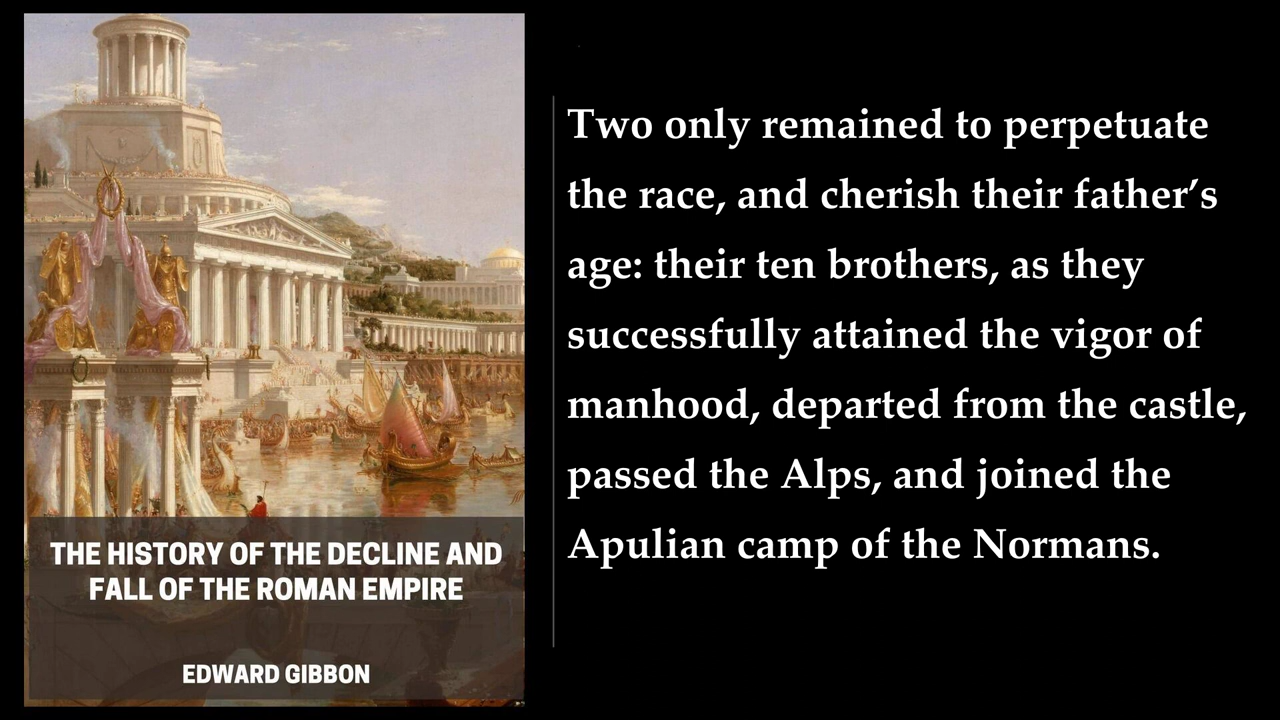 Two only remained to perpetuate
the race, and cherish their father’s
age: their ten brothers, as they
successfully attained the vigor of
manhood, departed from the castle,
passed the Alps, and joined the
Apulian camp of the Normans.
THE HISTORY OF THE DECLINE AND
FALL OF THE ROMAN EMPIRE
EDWARD GIBBON